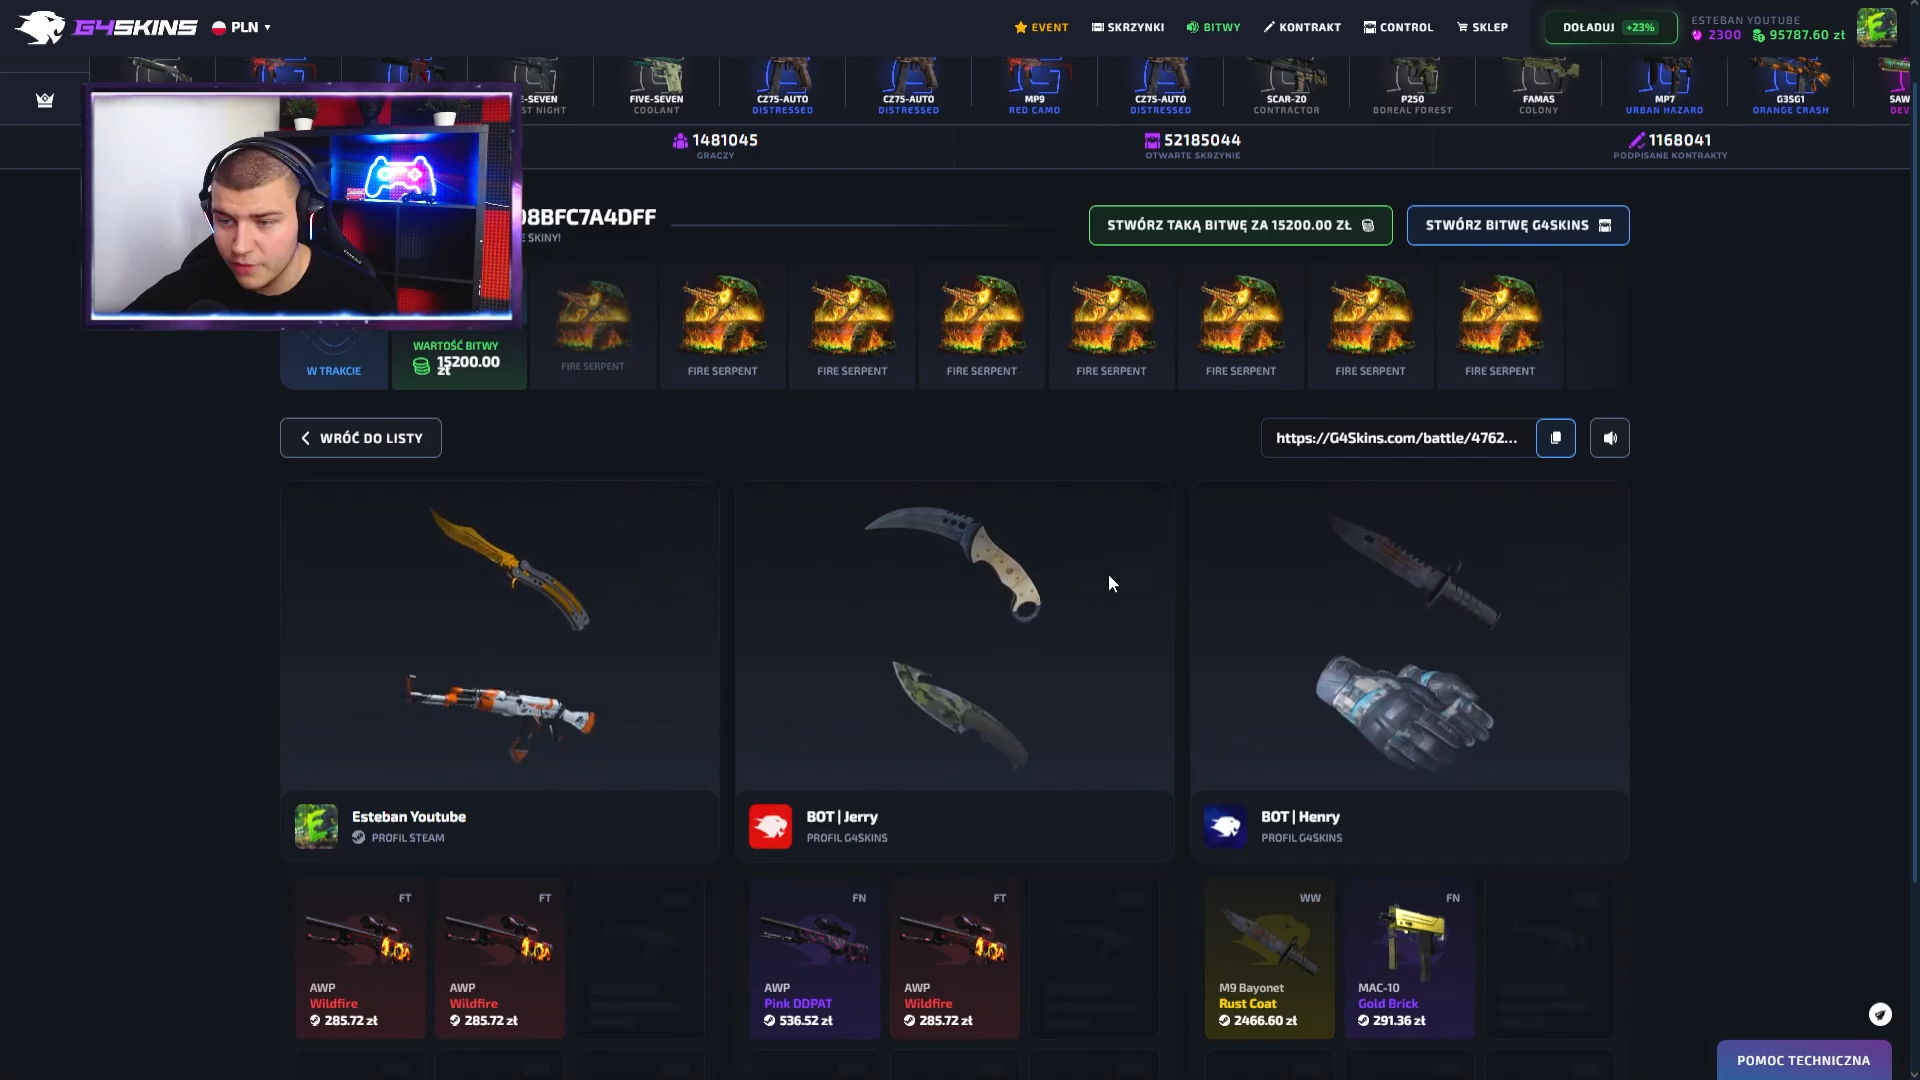 G4SKINS
PLN
EVENT
SKRZYNKI
BITWY
KONTRAKT
CONTROL
SKLEP
DOŁADUJ +23%
ESTEBAN YOUTUBE
2300 95787.60 zł
E-SEVEN
FIVE-SEVEN
COOLANT
CZ75-AUTO
DISTRESSED
CZ75-AUTO
DISTRESSED
MP9
RED CAMO
CZ75-AUTO
DISTRESSED
SCAR-20
CONTRACTOR
P250
BOREAL FOREST
FAMAS
COLONY
MP7
URBAN HAZARD
G3SG1
ORANGE CRASH
1481045
GRACZY
52185044
OTWARTE SKRZYNIE
1168041
PODPISANE KONTRAKTY
08BFC7A4DFF
E SKINY!
STWÓRZ TAKĄ BITWĘ ZA 15200.00 ZŁ
STWÓRZ BITWĘ G4SKINS
W TRAKCIE
WARTOŚĆ BITWY
15200.00
zł
FIRE SERPENT
FIRE SERPENT
FIRE SERPENT
FIRE SERPENT
FIRE SERPENT
FIRE SERPENT
FIRE SERPENT
FIRE SERPENT
WRÓĆ DO LISTY
https://G4Skins.com/battle/4762...
Esteban Youtube
PROFIL STEAM
BOT | Jerry
PROFIL G4SKINS
BOT | Henry
PROFIL G4SKINS
FT
AWP
Wildfire
285.72 zł
FT
AWP
Wildfire
285.72 zł
FN
AWP
Pink DDPAT
536.52 zł
FT
AWP
Wildfire
285.72 zł
WW
M9 Bayonet
Rust Coat
2466.60 zł
FN
MAC-10
Gold Brick
291.36 zł
POMOC TECHNICZNA